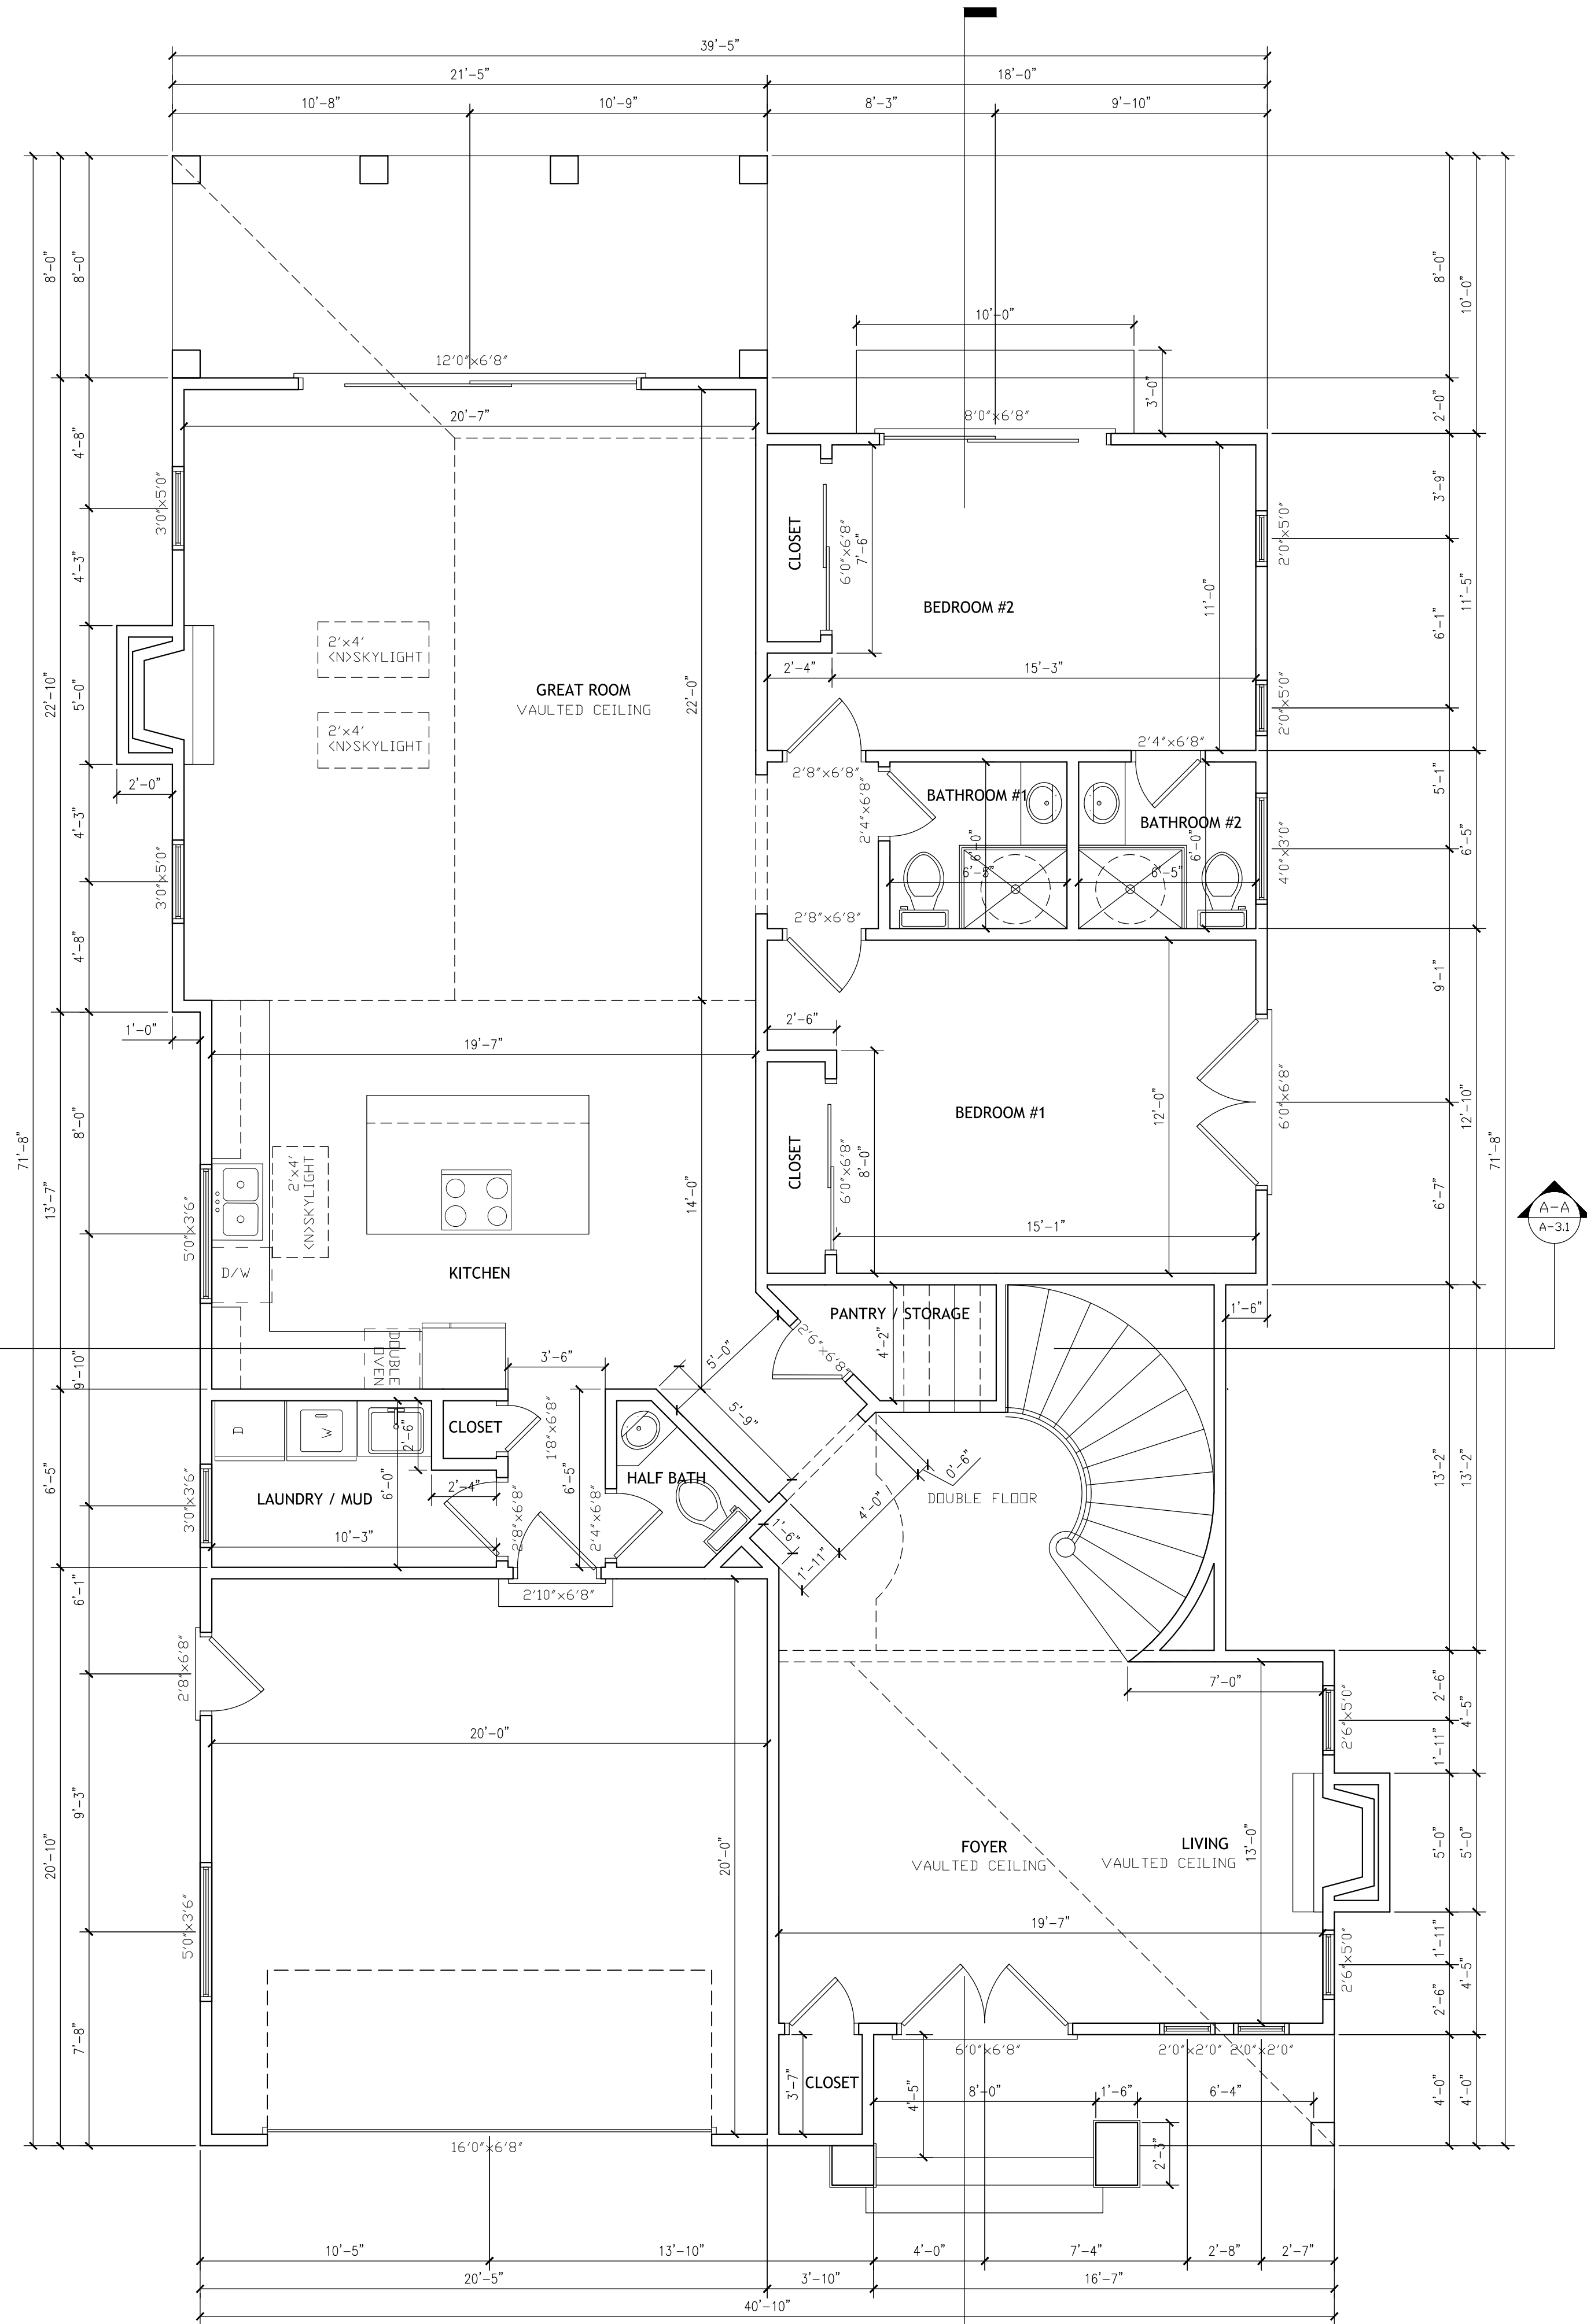 39'-5"
21'-5"
18'-0"
10'-8"
10'-9"
8'-3"
9'-10"
8'-0"
8'-0"
8'-0"
10'-0"
10'-0"
12'0"x6'8"
3'-0"
2'-0"
20'-7"
8'0"x6'8"
4'-8"
3'-9"
3'0"x5'0"
CLOSET
6'0"x6'8"
7'-6"
2'0"x5'0"
4'-3"
11'-0"
11'-5"
BEDROOM #2
6'-1"
2'x4'
<N>SKYLIGHT
22'-10"
5'-0"
GREAT ROOM
VAULTED CEILING
22'-0"
2'-4"
15'-3"
2'0"x5'0"
2'x4'
<N>SKYLIGHT
2'4"x6'8"
2'-0"
2'8"x6'8"
5'-1"
4'-3"
2'4"x6'8"
BATHROOM #1
BATHROOM #2
6'-0"
6'-0"
4'0"x3'0"
6'-5"
3'0"x5'0"
6'-5"
6'-5"
4'-8"
2'8"x6'8"
9'-1"
1'-0"
2'-6"
19'-7"
71'-8"
8'-0"
BEDROOM #1
12'-0"
6'0"x6'8"
12'-10"
71'-8"
13'-7"
2'x4'
<N>SKYLIGHT
14'-0"
CLOSET
6'0"x6'8"
8'-0"
6'-7"
A-A
A-3.1
5'0"x3'6"
15'-1"
D/W
KITCHEN
PANTRY / STORAGE
1'-6"
DOUBLE
OVEN
3'-6"
5'-0"
2'6"x6'8"
4'-2"
9'-10"
5'-9"
D
W
2'-6"
CLOSET
1'8"x6'8"
6'-5"
6'-0"
HALF BATH
0'-6"
13'-2"
13'-2"
6'-5"
3'0"x3'6"
LAUNDRY / MUD
2'-4"
DOUBLE FLOOR
4'-0"
10'-3"
2'8"x6'8"
2'4"x6'8"
1'-6"
1'-11"
6'-1"
2'10"x6'8"
2'8"x6'8"
7'-0"
2'-6"
2'6"x5'0"
4'-5"
20'-0"
1'-11"
9'-3"
20'-10"
20'-0"
FOYER
VAULTED CEILING
LIVING
VAULTED CEILING
13'-0"
5'-0"
5'-0"
5'0"x3'6"
19'-7"
1'-11"
2'6"x5'0"
4'-5"
2'-6"
7'-8"
6'0"x6'8"
2'0"x2'0"
2'0"x2'0"
3'-7"
CLOSET
4'-5"
8'-0"
1'-6"
6'-4"
4'-0"
4'-0"
16'0"x6'8"
2'-3"
10'-5"
13'-10"
4'-0"
7'-4"
2'-8"
2'-7"
20'-5"
3'-10"
16'-7"
40'-10"